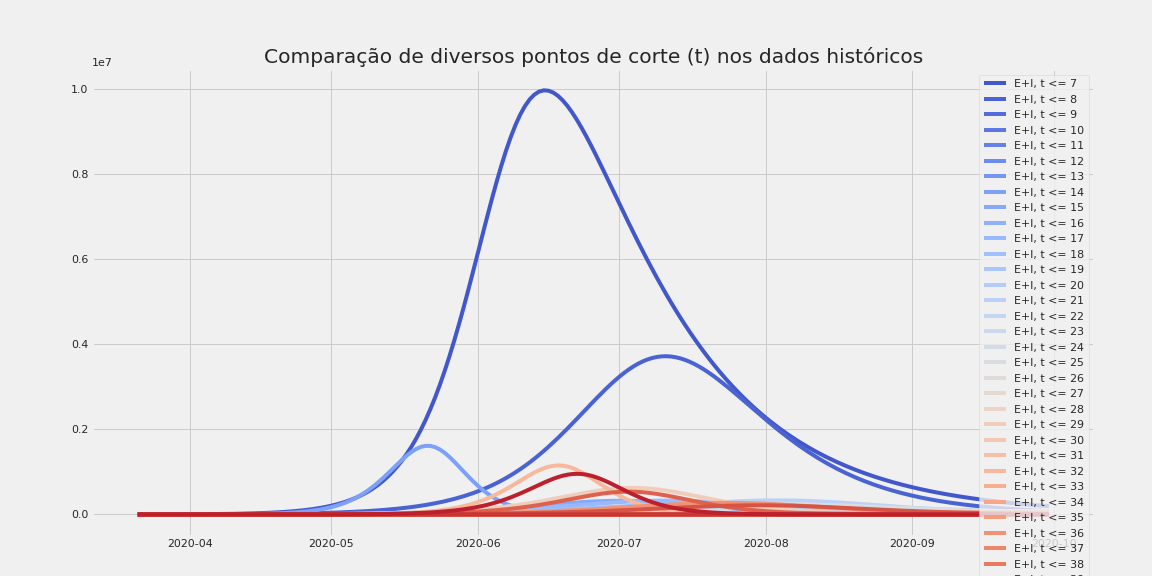 Comparação de diversos pontos de corte (t) nos dados históricos
1e7
1.0
0.8
0.6
0.4
0.2
0.0
2020-04 2020-05 2020-06 2020-07 2020-08 2020-09 2020-10
E+I, t <= 7
E+I, t <= 8
E+I, t <= 9
E+I, t <= 10
E+I, t <= 11
E+I, t <= 12
E+I, t <= 13
E+I, t <= 14
E+I, t <= 15
E+I, t <= 16
E+I, t <= 17
E+I, t <= 18
E+I, t <= 19
E+I, t <= 20
E+I, t <= 21
E+I, t <= 22
E+I, t <= 23
E+I, t <= 24
E+I, t <= 25
E+I, t <= 26
E+I, t <= 27
E+I, t <= 28
E+I, t <= 29
E+I, t <= 30
E+I, t <= 31
E+I, t <= 32
E+I, t <= 33
E+I, t <= 34
E+I, t <= 35
E+I, t <= 36
E+I, t <= 37
E+I, t <= 38